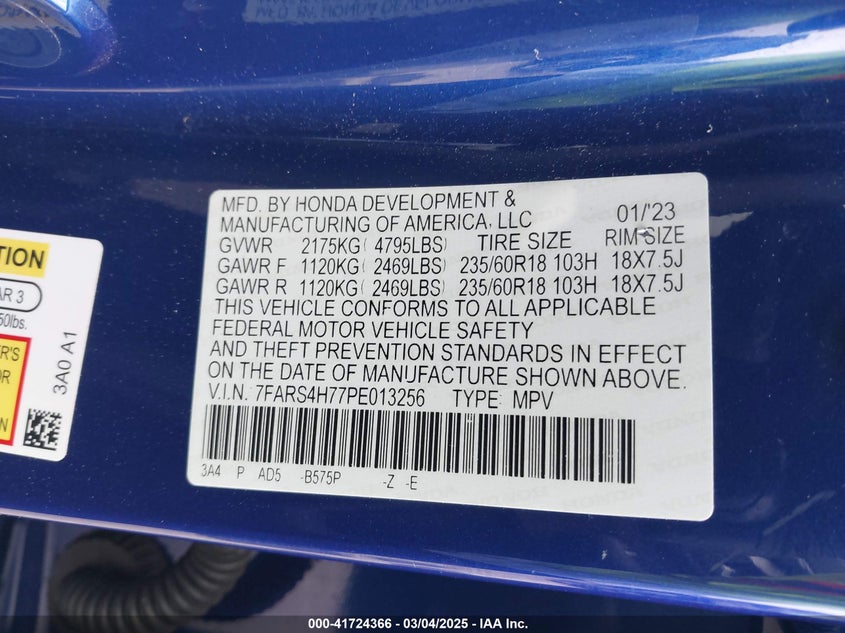 MFD. BY HONDA DEVELOPMENT &
MANUFACTURING OF AMERICA, LLC 01/'23
GVWR 2175KG( 4795LBS) TIRE SIZE RIM SIZE
GAWR F 1120KG( 2469LBS) 235/60R18 103H 18X7.5J
GAWR R 1120KG( 2469LBS) 235/60R18 103H 18X7.5J
THIS VEHICLE CONFORMS TO ALL APPLICABLE
FEDERAL MOTOR VEHICLE SAFETY
AND THEFT PREVENTION STANDARDS IN EFFECT
ON THE DATE OF MANUFACTURE SHOWN ABOVE.
V.I.N. 7FARS4H77PE013256 TYPE: MPV
3A4 P AD5 -B575P -Z -E
3A0 A1
000-41724366 — 03/04/2025 — IAA Inc.